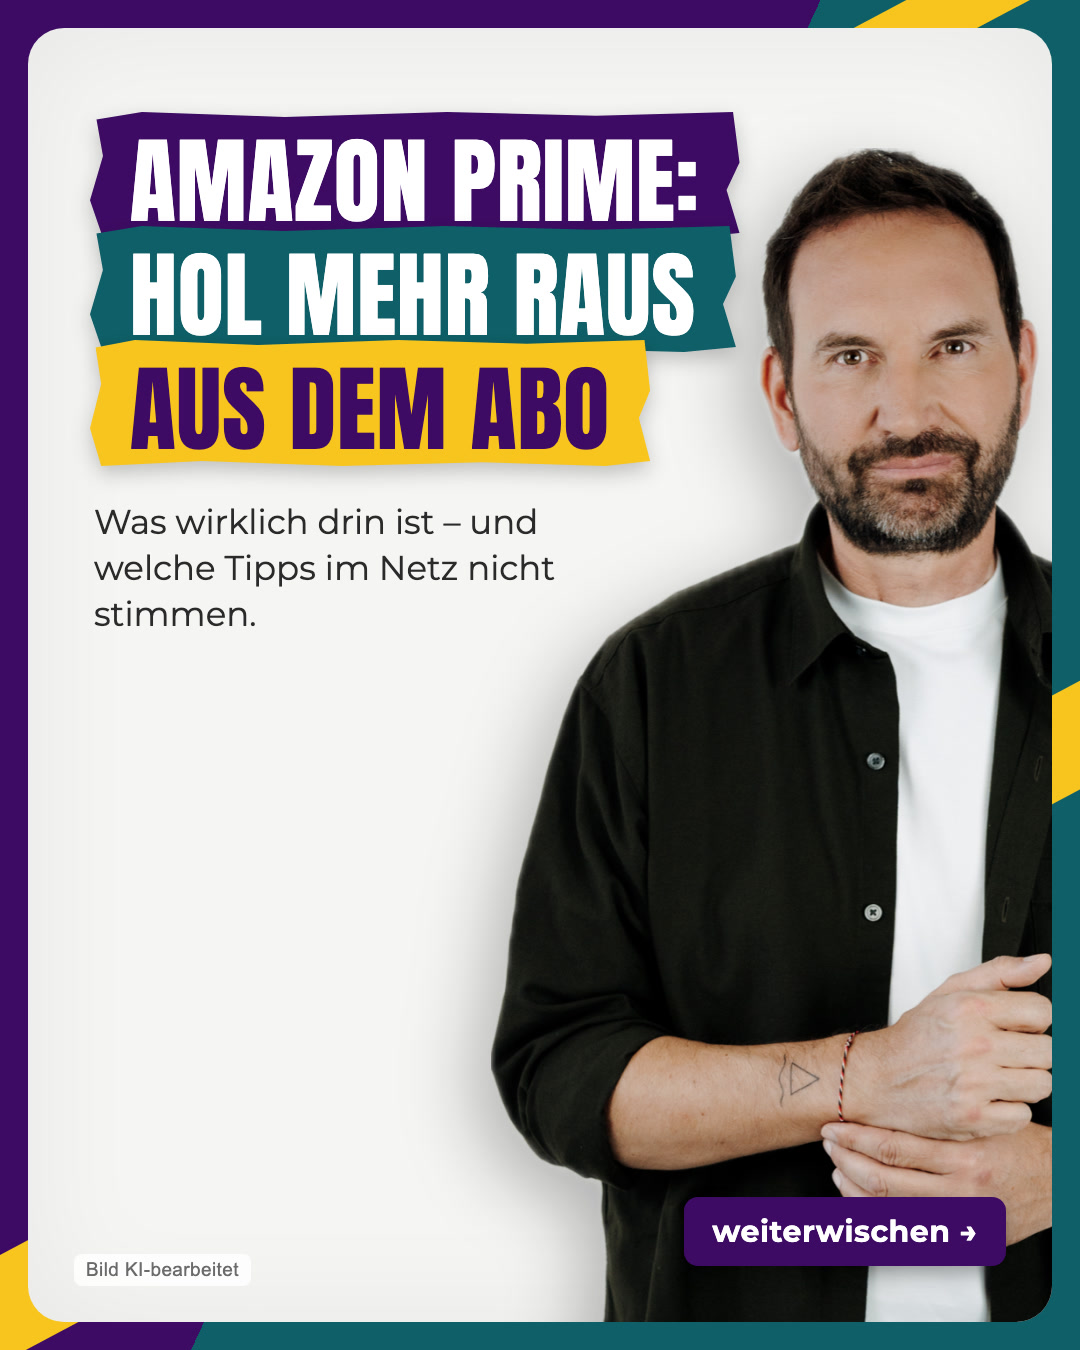 AMAZON PRIME:
HOL MEHR RAUS
AUS DEM ABO
Was wirklich drin ist – und
welche Tipps im Netz nicht
stimmen.
weiterwischen →
Bild KI-bearbeitet